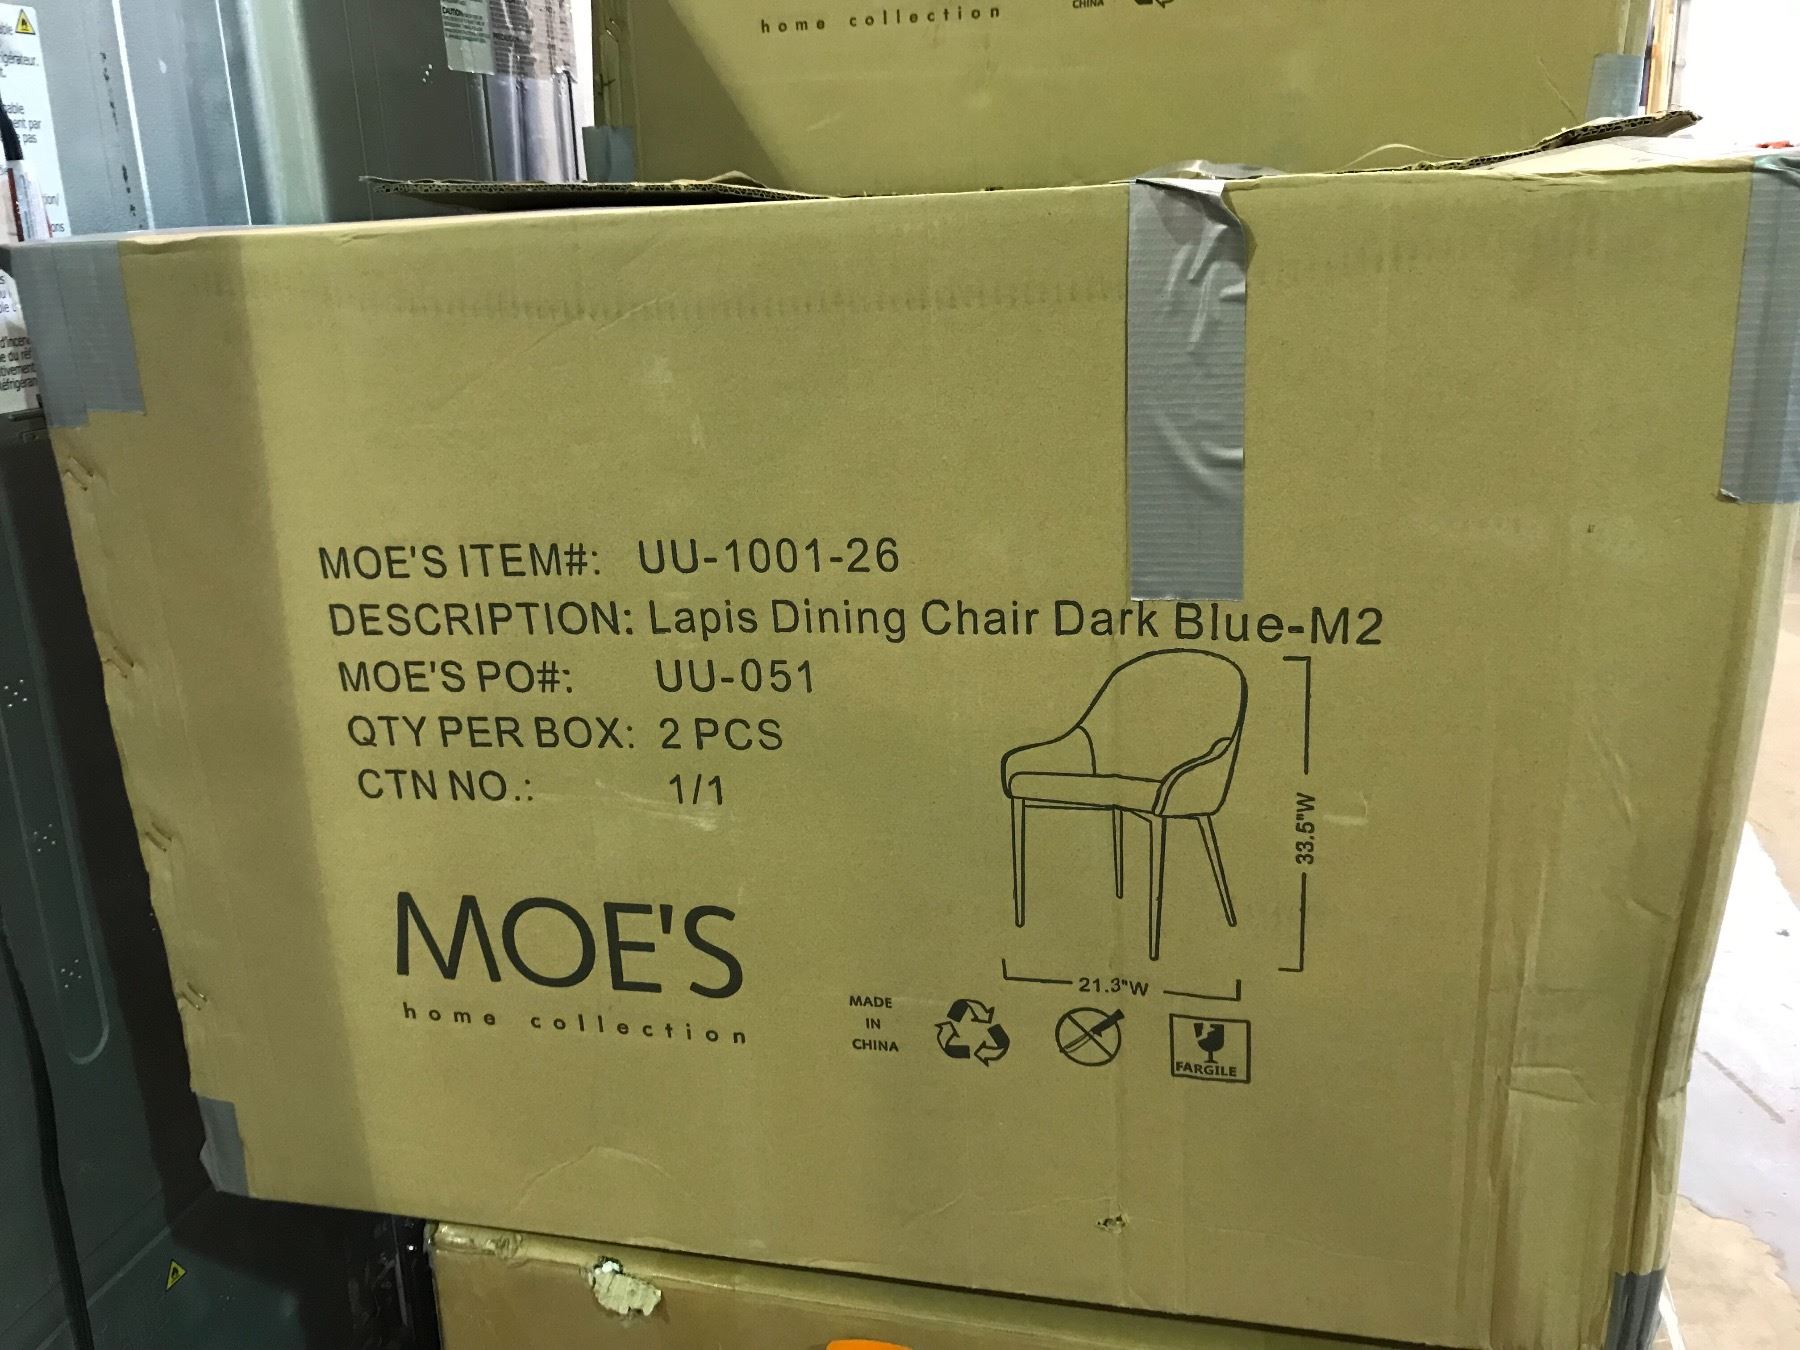 home collection
CHINA
CAUTION
MOE'S ITEM#: UU-1001-26
DESCRIPTION: Lapis Dining Chair Dark Blue-M2
MOE'S PO#: UU-051
QTY PER BOX: 2 PCS
CTN NO.: 1/1
33.5"W
21.3"W
MOE'S
home collection
MADE
IN
CHINA
FARGILE